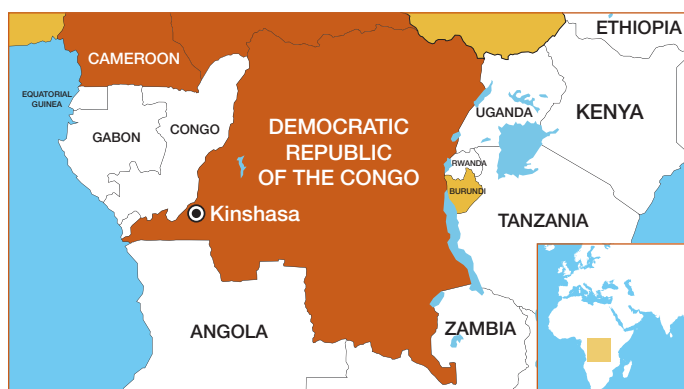 ETHIOPIA
CAMEROON
EQUATORIAL
GUINEA
GABON
CONGO
DEMOCRATIC
REPUBLIC
OF THE CONGO
UGANDA
KENYA
RWANDA
BURUNDI
Kinshasa
TANZANIA
ANGOLA
ZAMBIA